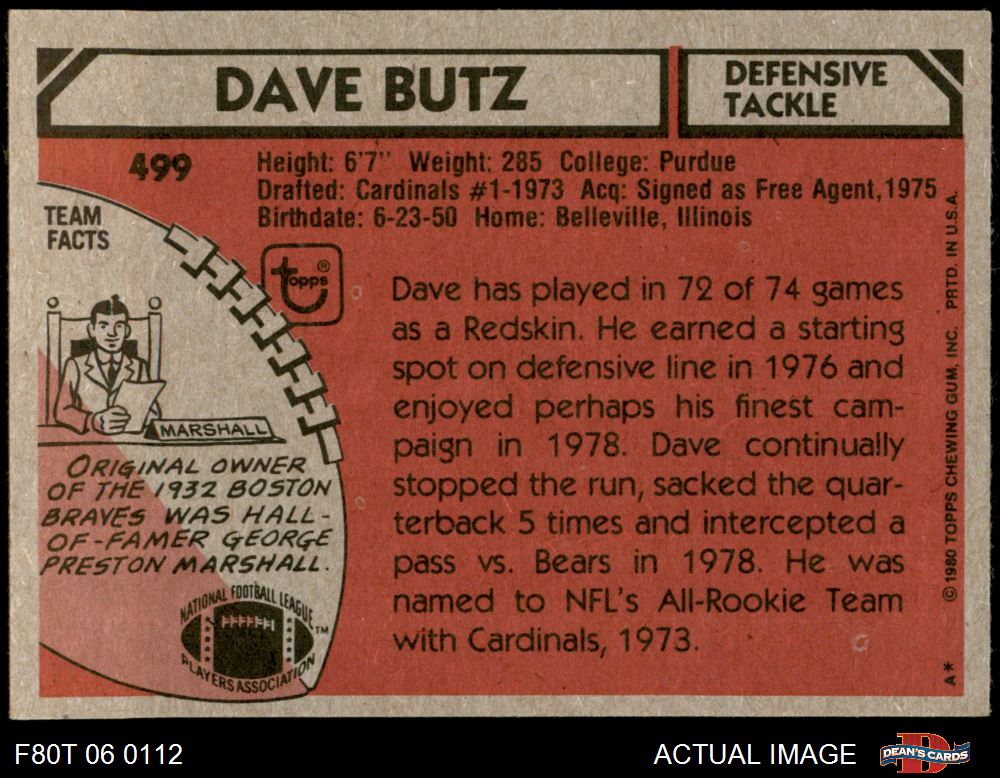 DAVE BUTZ
DEFENSIVE
TACKLE
499
Height: 6'7" Weight: 285 College: Purdue
Drafted: Cardinals #1-1973 Acq: Signed as Free Agent,1975
Birthdate: 6-23-50 Home: Belleville, Illinois
TEAM
FACTS
topps®
MARSHALL
ORIGINAL OWNER
OF THE 1932 BOSTON
BRAVES WAS HALL-
OF-FAMER GEORGE
PRESTON MARSHALL.
NATIONAL FOOTBALL LEAGUE
PLAYERS ASSOCIATION
TM
Dave has played in 72 of 74 games
as a Redskin. He earned a starting
spot on defensive line in 1976 and
enjoyed perhaps his finest cam-
paign in 1978. Dave continually
stopped the run, sacked the quar-
terback 5 times and intercepted a
pass vs. Bears in 1978. He was
named to NFL's All-Rookie Team
with Cardinals, 1973.
A* © 1980 TOPPS CHEWING GUM, INC. PRTD. IN U.S.A.
F80T 06 0112
ACTUAL IMAGE
D
DEAN'S CARDS